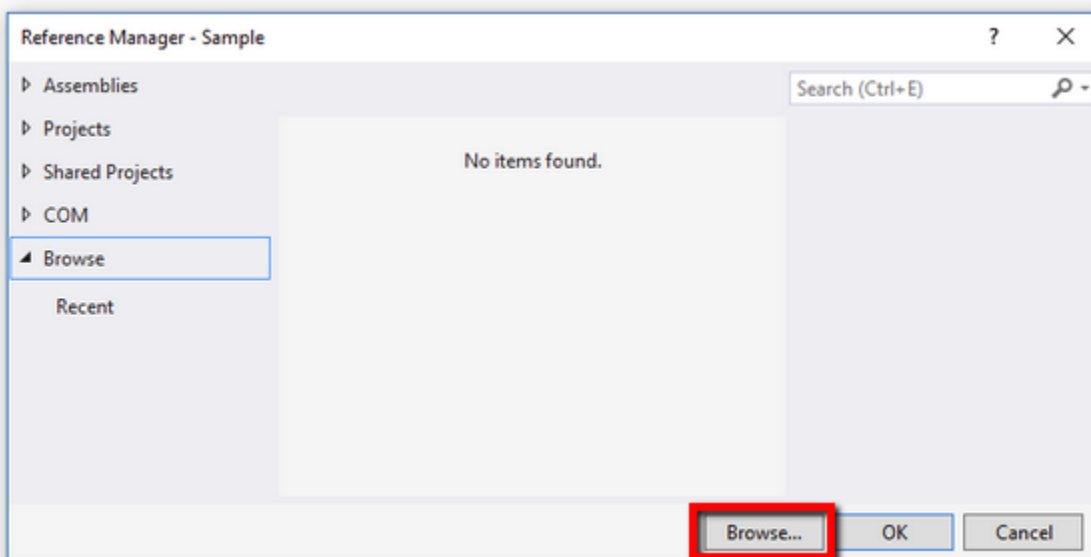 Reference Manager - Sample
?
Assemblies
Search (Ctrl+E)
Projects
No items found.
Shared Projects
COM
Browse
Recent
Browse...
OK
Cancel